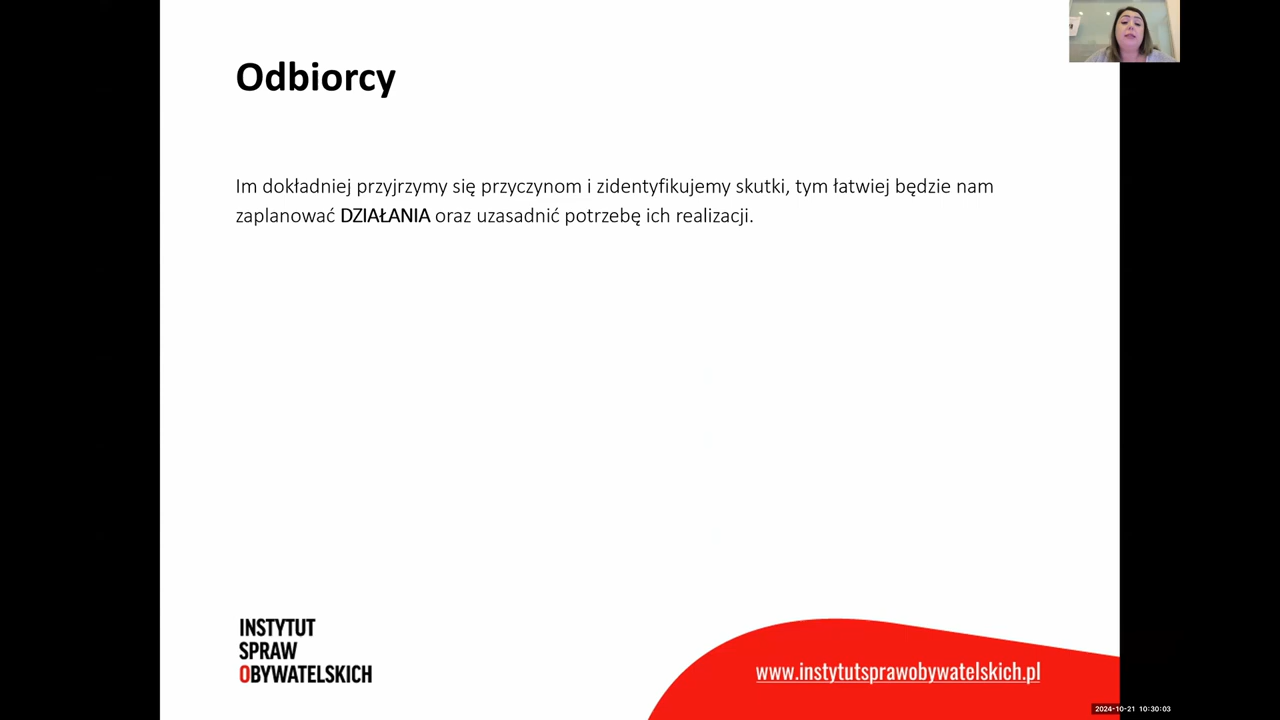 Odbiorcy
Im dokładniej przyjrzymy się przyczynom i zidentyfikujemy skutki, tym łatwiej będzie nam
zaplanować DZIAŁANIA oraz uzasadnić potrzebę ich realizacji.
INSTYTUT
SPRAW
OBYWATELSKICH
www.instytutsprawobywatelskich.pl
2024-10-21 10:30:03